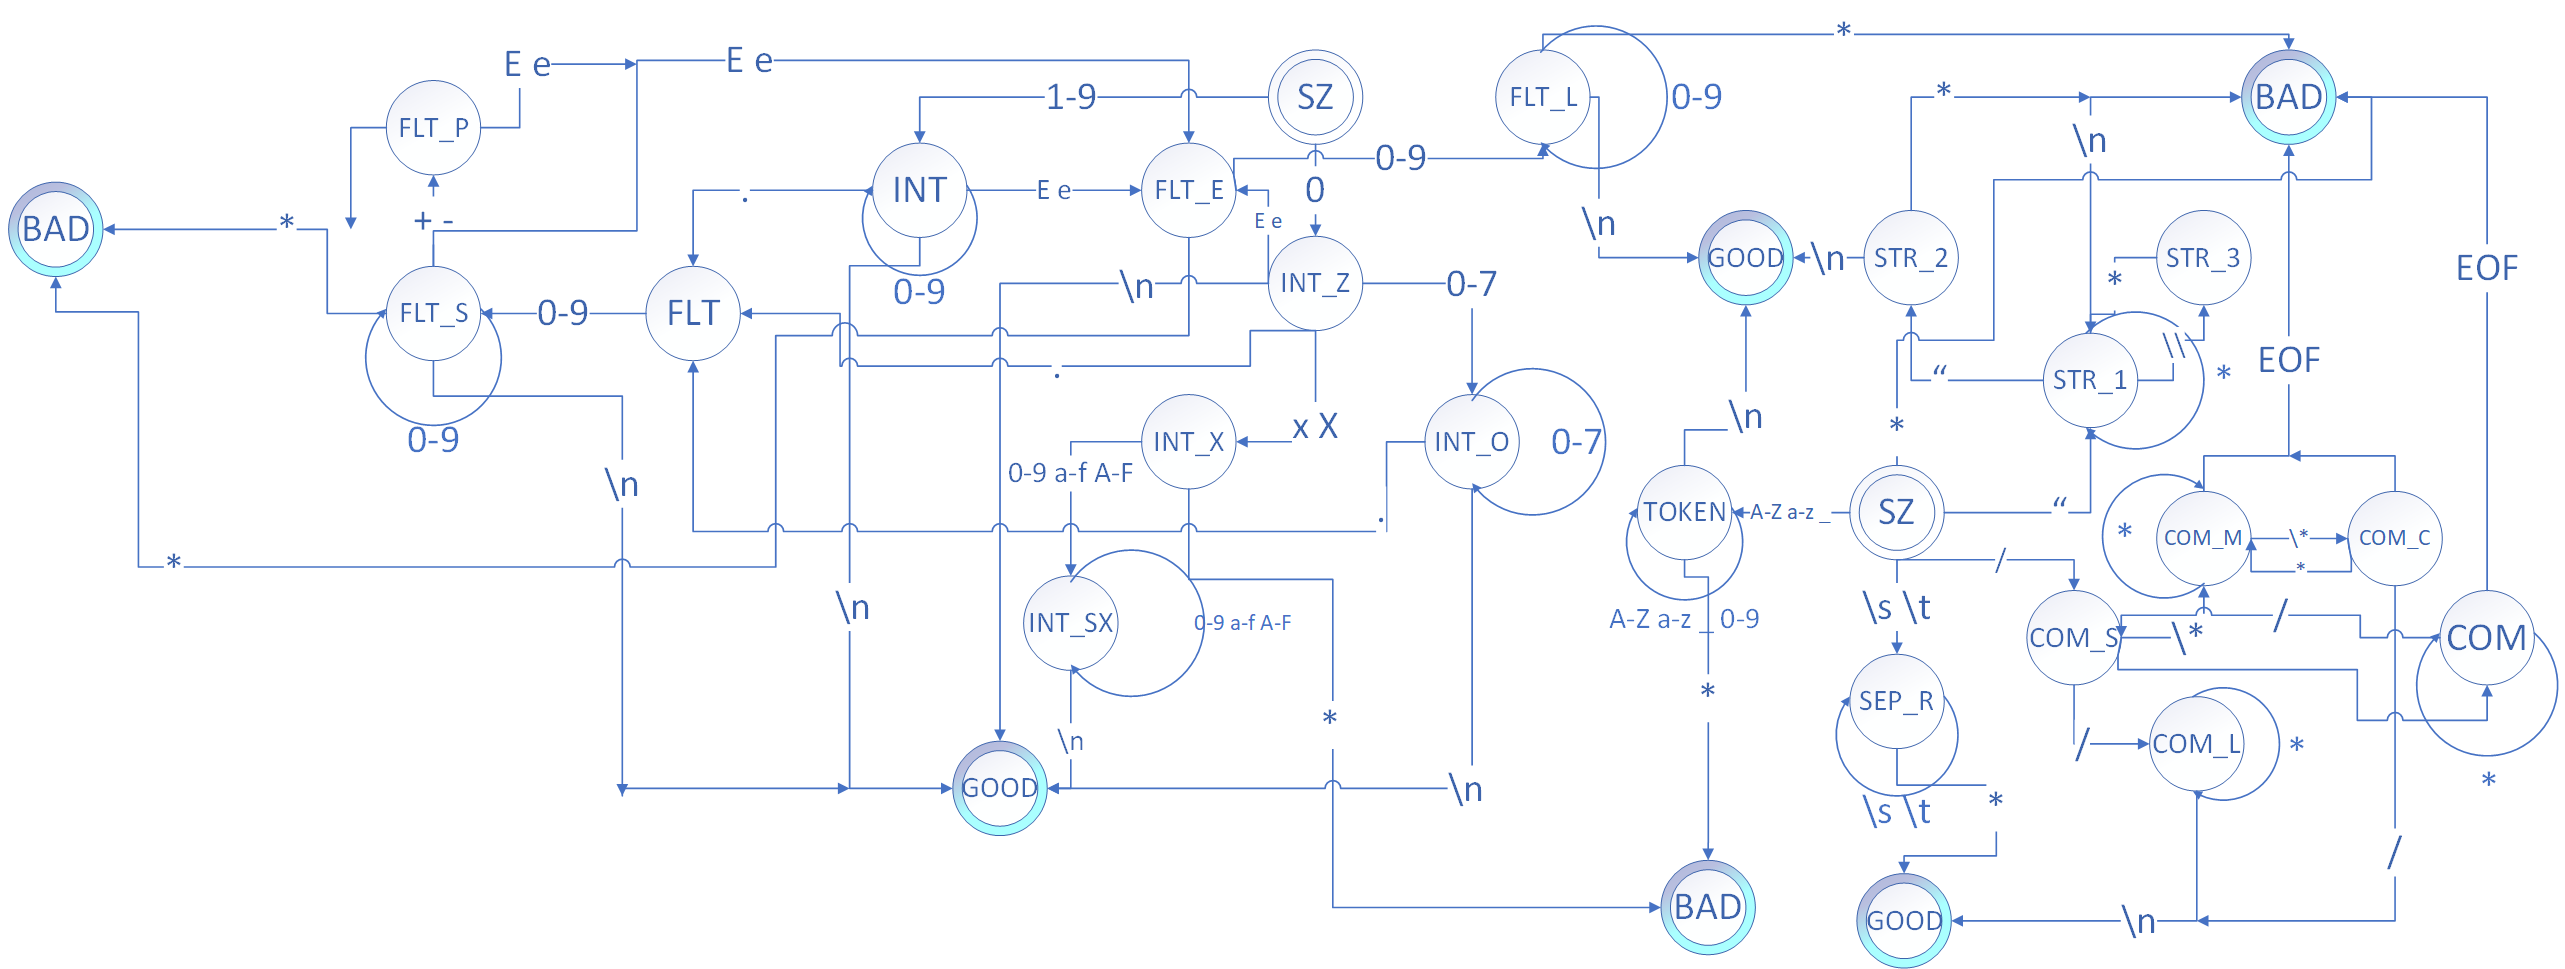 *
E e
E e
1-9
SZ
FLT_L
0-9
*
BAD
FLT_P
\n
0-9
INT
E e
FLT_E
0
.
+ -
BAD
*
E e
\n
GOOD
\n
STR_2
STR_3
*
EOF
FLT_S
0-9
FLT
0-9
\n
INT_Z
0-7
.
\\
EOF
“
STR_1
*
0-9
x X
INT_X
INT_O
0-7
\n
*
0-9 a-f A-F
\n
TOKEN
A-Z a-z _
SZ
“
.
*
COM_M
\*
COM_C
*
*
/
\n
INT_SX
0-9 a-f A-F
A-Z a-z _ 0-9
\s \t
/
COM_S
\*
COM
*
*
\n
SEP_R
/
COM_L
*
*
GOOD
\n
\s \t
*
/
BAD
GOOD
\n